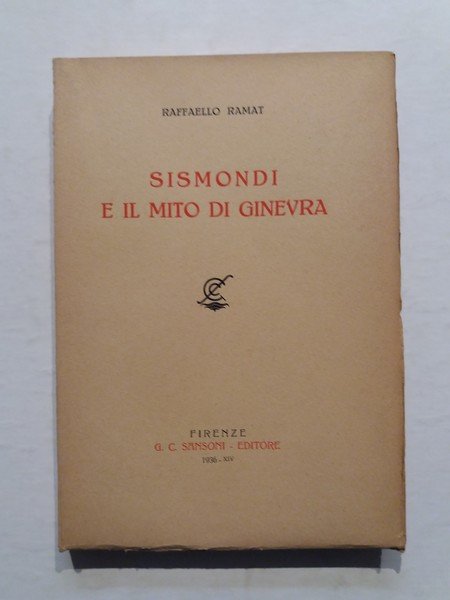 RAFFAELLO RAMAT
SISMONDI
E IL MITO DI GINEVRA
FIRENZE
G. C. SANSONI - EDITORE
1936 - XIV